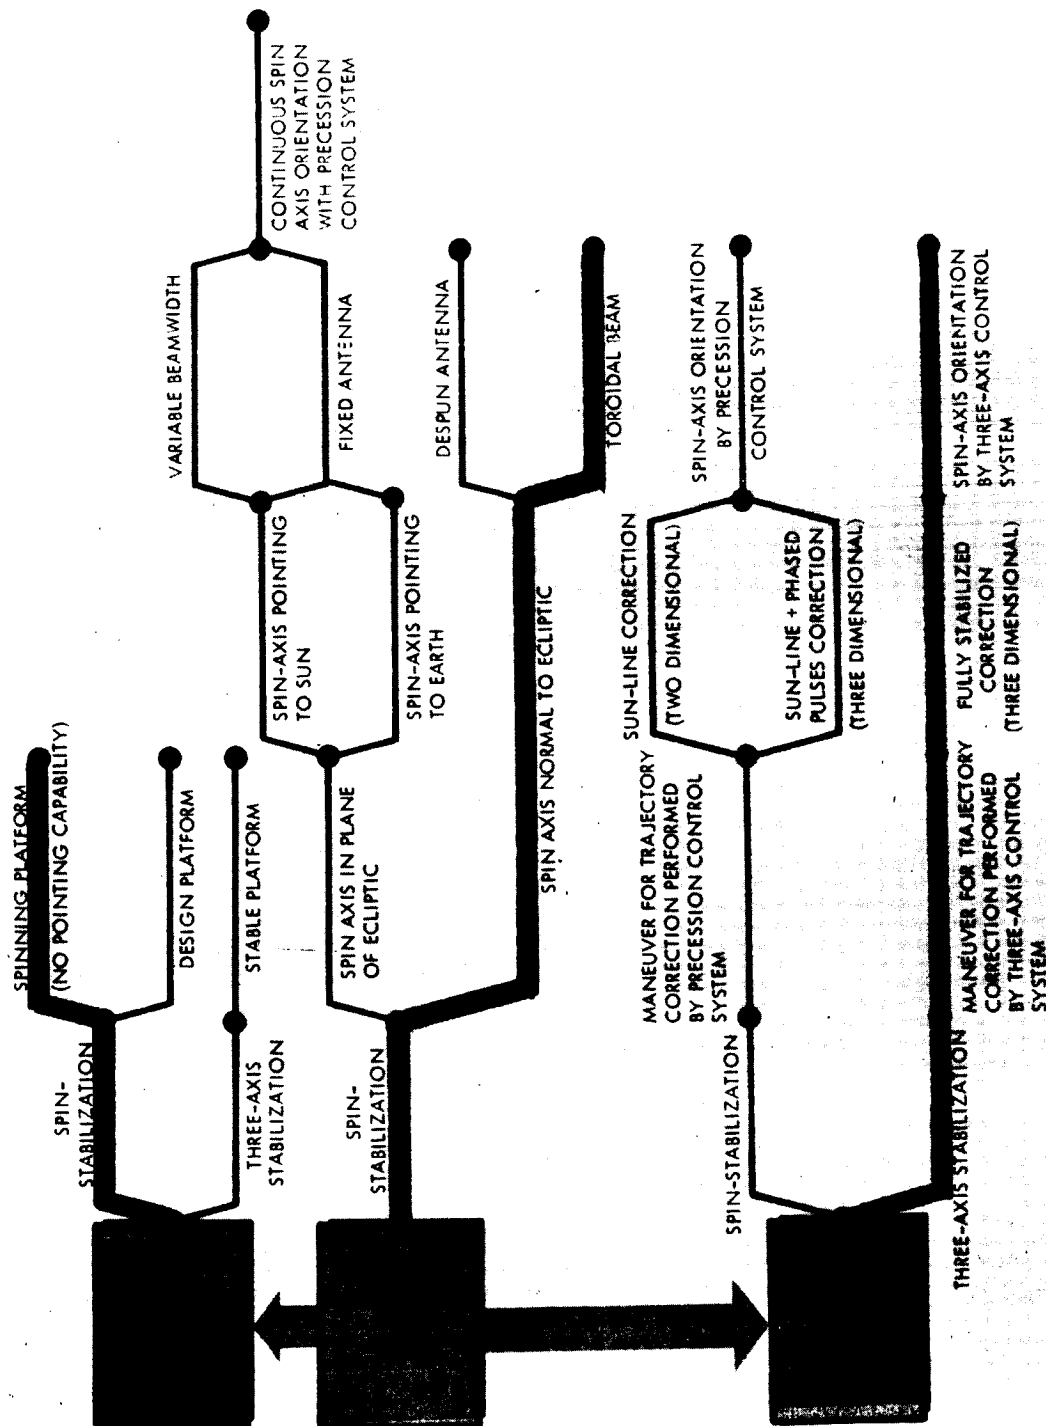 SPIN-
STABILIZATION
SPINNING PLATFORM
(NO POINTING CAPABILITY)
DESIGN PLATFORM
THREE-AXIS
STABILIZATION
STABLE PLATFORM
SPIN-
STABILIZATION
SPIN AXIS IN PLANE
OF ECLIPTIC
SPIN-AXIS POINTING
TO SUN
SPIN-AXIS POINTING
TO EARTH
VARIABLE BEAMWIDTH
FIXED ANTENNA
CONTINUOUS SPIN
AXIS ORIENTATION
WITH PRECESSION
CONTROL SYSTEM
SPIN AXIS NORMAL TO ECLIPTIC
DESPUN ANTENNA
TOROIDAL BEAM
SPIN-STABILIZATION
MANEUVER FOR TRAJECTORY
CORRECTION PERFORMED
BY PRECESSION CONTROL
SYSTEM
SUN-LINE CORRECTION
(TWO DIMENSIONAL)
SUN-LINE + PHASED
PULSES CORRECTION
(THREE DIMENSIONAL)
SPIN-AXIS ORIENTATION
BY PRECESSION
CONTROL SYSTEM
THREE-AXIS STABILIZATION
MANEUVER FOR TRAJECTORY
CORRECTION PERFORMED
BY THREE-AXIS CONTROL
SYSTEM
FULLY STABILIZED
CORRECTION
(THREE DIMENSIONAL)
SPIN-AXIS ORIENTATION
BY THREE-AXIS CONTROL
SYSTEM